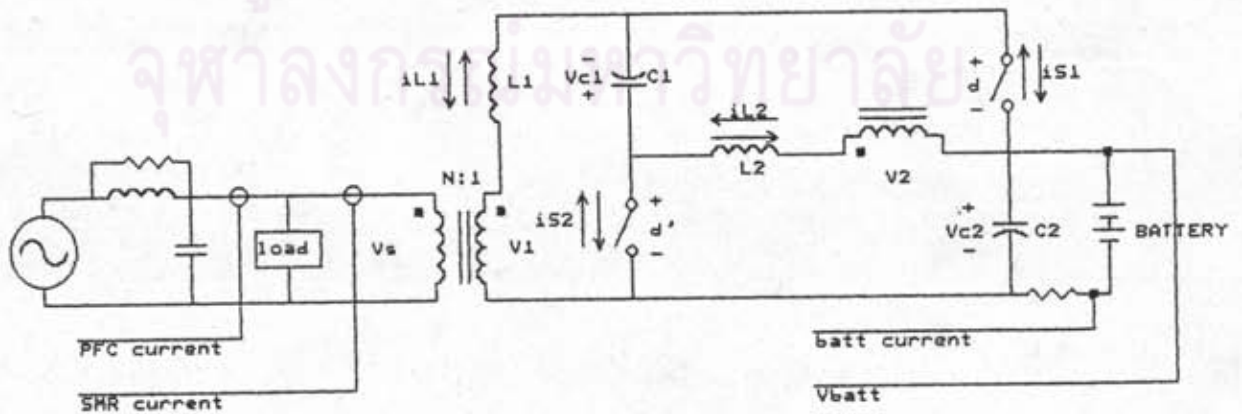 จุฬาลงกรณ์มหาวิทยาลัย
iL1
L1
-
Vc1
+
C1
+
d
-
iS1
iL2
L2
V2
N:1
Vs
V1
iS2
+
d'
-
+
Vc2
-
C2
BATTERY
load
PFC current
SMR current
batt current
Vbatt